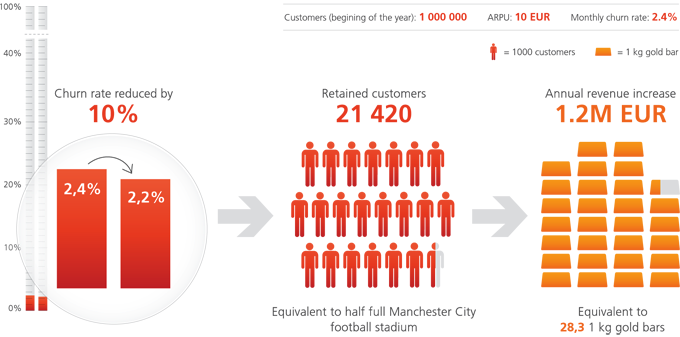 Customers (begining of the year): 1 000 000 ARPU: 10 EUR Monthly churn rate: 2.4%
= 1000 customers = 1 kg gold bar
100%
40%
30%
20%
10%
0%
Churn rate reduced by
10%
2,4%
2,2%
Retained customers
21 420
Equivalent to half full Manchester City
football stadium
Annual revenue increase
1.2M EUR
Equivalent to
28,3 1 kg gold bars